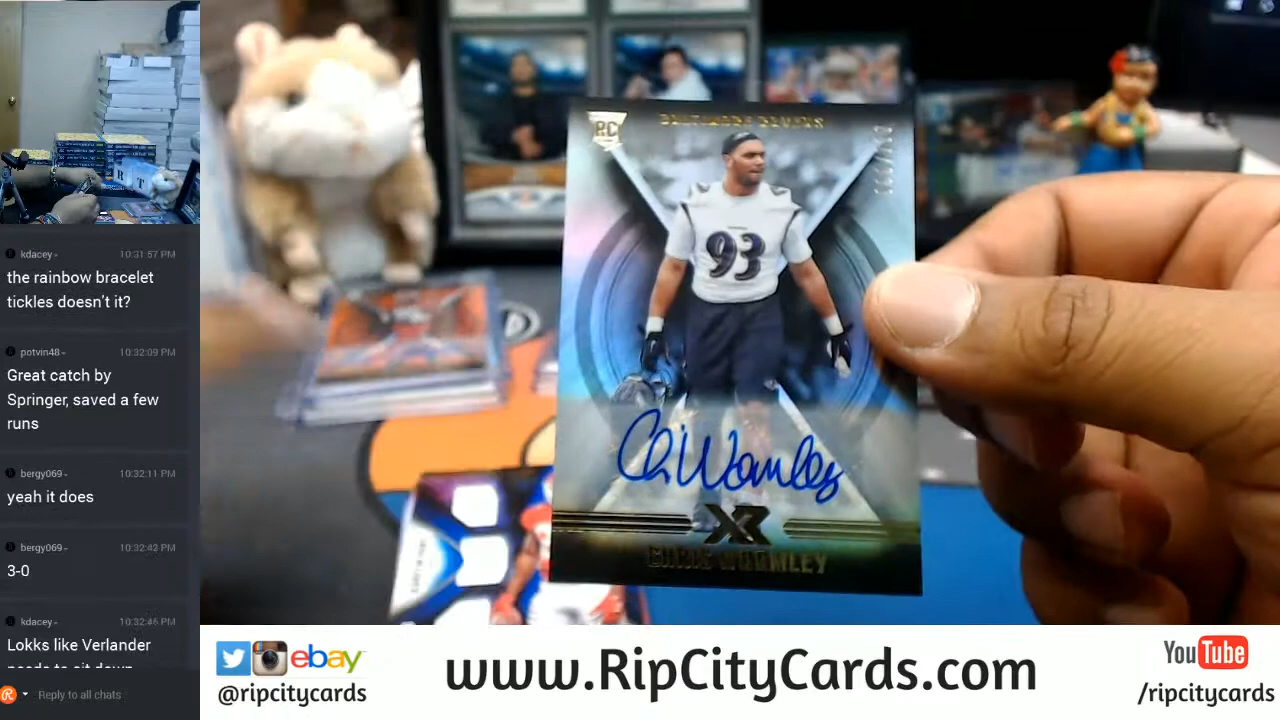 kdacey- 10:31:57 PM
the rainbow bracelet
tickles doesn't it?
potvin48- 10:32:09 PM
Great catch by
Springer, saved a few
runs
bergy069- 10:32:11 PM
yeah it does
bergy069- 10:32:42 PM
3-0
kdacey- 10:32:46 PM
Lokks like Verlander
needs to sit down
Reply to all chats
RC
BALTIMORE RAVENS
93
XR
CHRIS WORMLEY
ebay
@ripcitycards
www.RipCityCards.com
YouTube
/ripcitycards